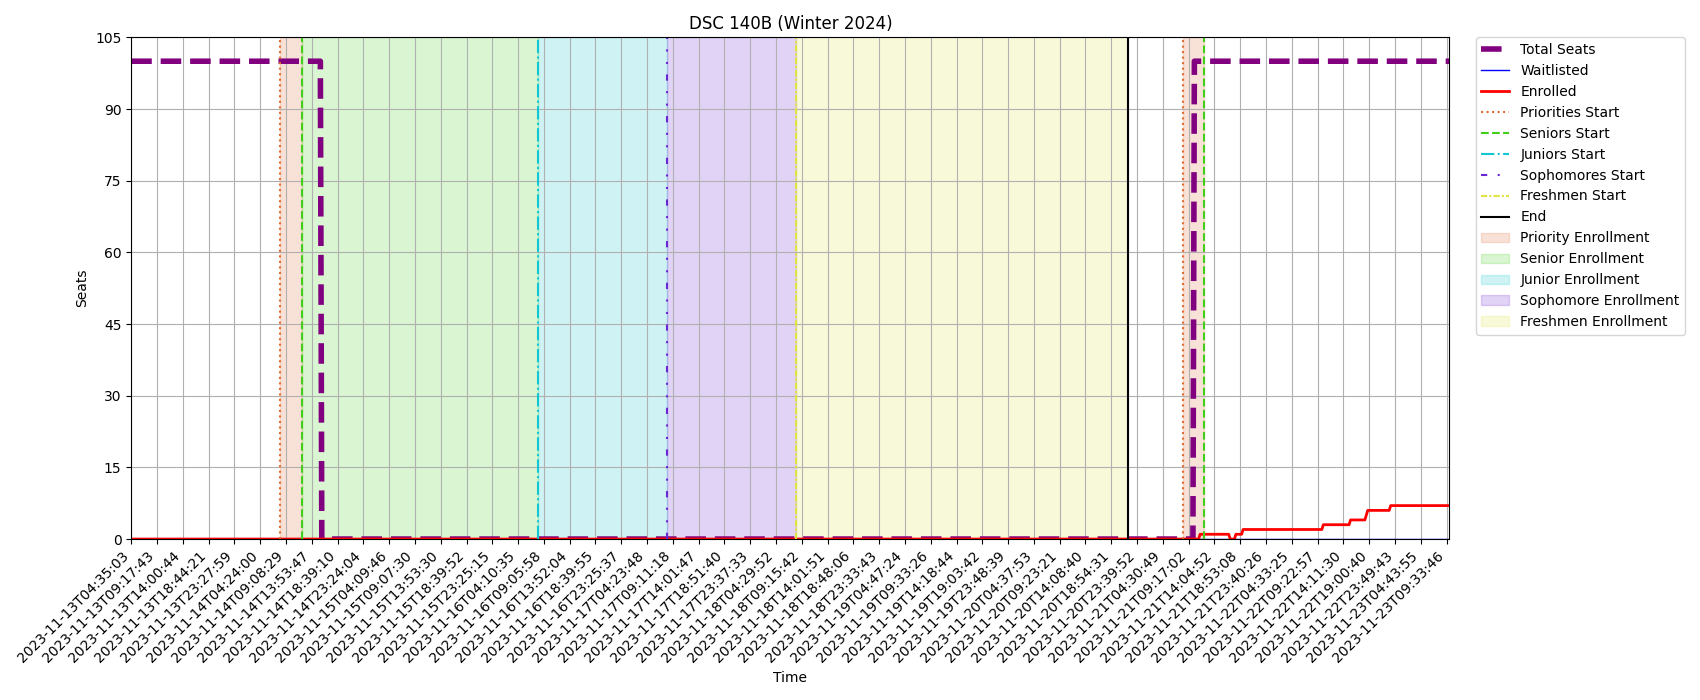 DSC 140B (Winter 2024)
105
90
75
60
45
30
15
0
Seats
2023-11-13T04:35:03
2023-11-13T09:17:43
2023-11-13T14:00:44
2023-11-13T18:44:21
2023-11-13T23:27:59
2023-11-14T04:24:00
2023-11-14T09:08:29
2023-11-14T13:53:47
2023-11-14T18:39:10
2023-11-14T23:24:04
2023-11-15T04:09:46
2023-11-15T09:07:30
2023-11-15T13:53:30
2023-11-15T18:39:52
2023-11-15T23:25:15
2023-11-16T04:10:35
2023-11-16T09:05:58
2023-11-16T13:52:04
2023-11-16T18:39:55
2023-11-16T23:25:37
2023-11-17T04:23:48
2023-11-17T09:11:18
2023-11-17T14:01:47
2023-11-17T18:51:40
2023-11-17T23:37:33
2023-11-18T04:29:52
2023-11-18T09:15:42
2023-11-18T14:01:51
2023-11-18T18:48:06
2023-11-18T23:33:43
2023-11-19T04:47:24
2023-11-19T09:33:26
2023-11-19T14:18:44
2023-11-19T19:03:42
2023-11-19T23:48:39
2023-11-20T04:37:53
2023-11-20T09:23:21
2023-11-20T14:08:40
2023-11-20T18:54:31
2023-11-20T23:39:52
2023-11-21T04:30:49
2023-11-21T09:17:02
2023-11-21T14:04:52
2023-11-21T18:53:08
2023-11-21T23:40:26
2023-11-22T04:33:25
2023-11-22T09:22:57
2023-11-22T14:11:30
2023-11-22T19:00:40
2023-11-22T23:49:43
2023-11-23T04:43:55
2023-11-23T09:33:46
Time
Total Seats
Waitlisted
Enrolled
Priorities Start
Seniors Start
Juniors Start
Sophomores Start
Freshmen Start
End
Priority Enrollment
Senior Enrollment
Junior Enrollment
Sophomore Enrollment
Freshmen Enrollment